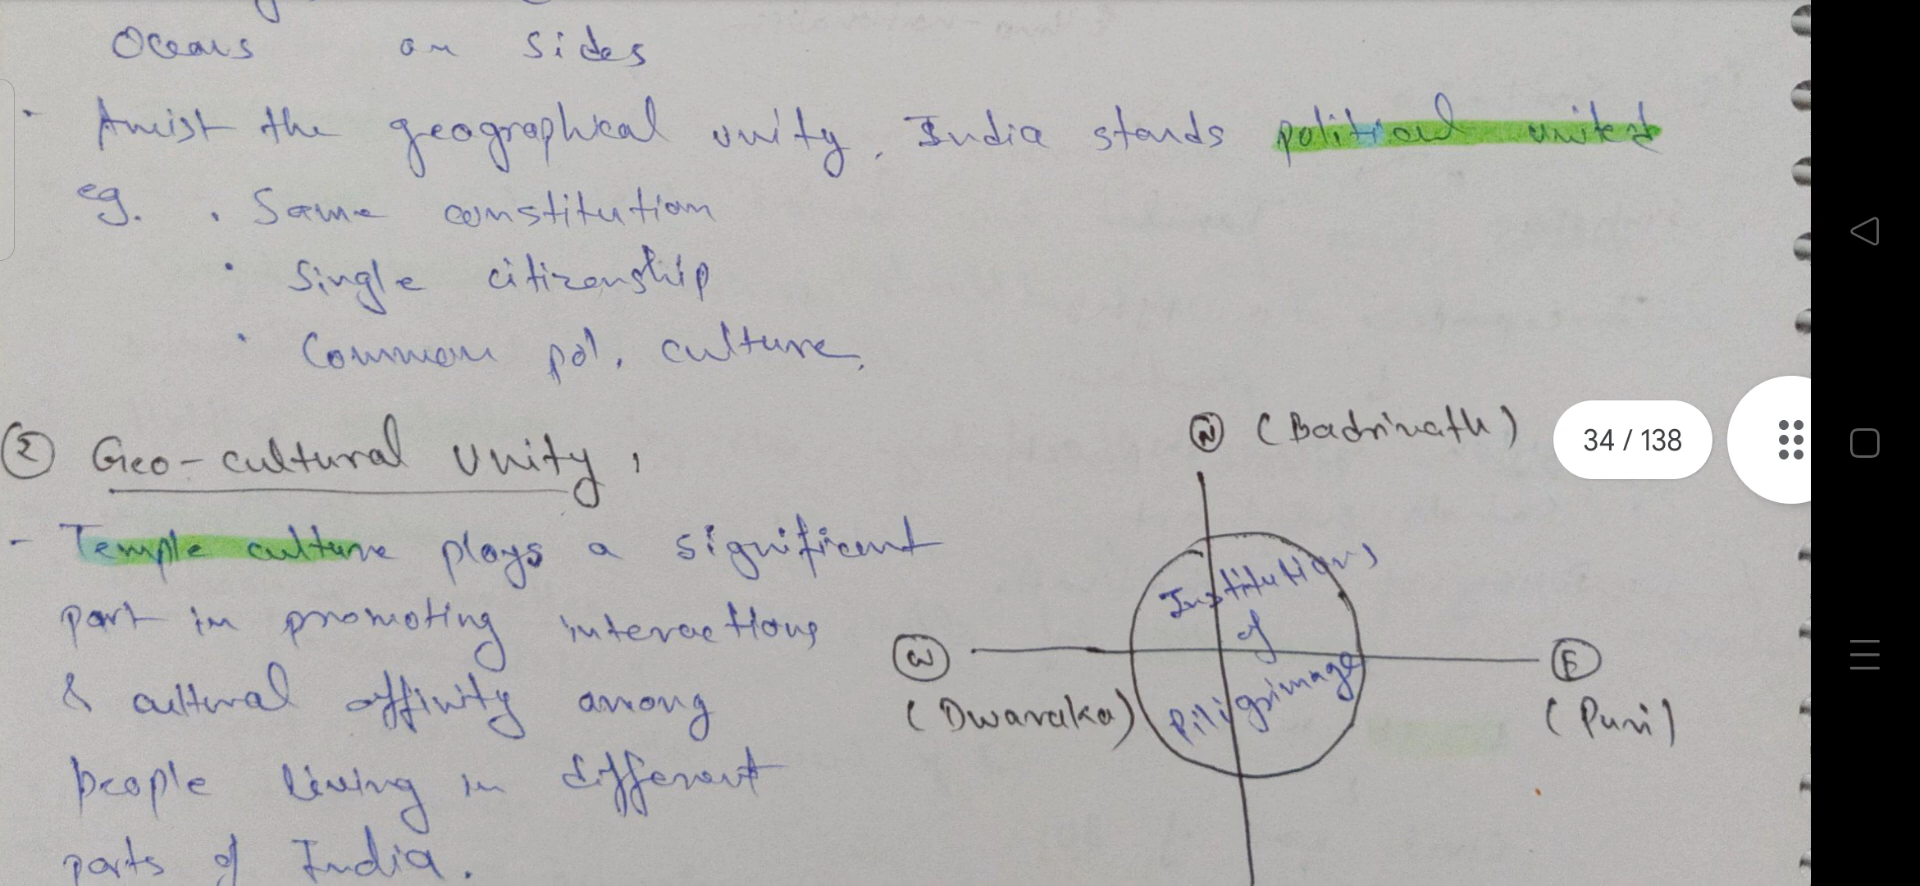 Oceans on sides
Amist the geographical unity, India stands political united
eg. . Same constitution
· Single citizenship
· Common pol. culture,
② Geo-cultural Unity,
- Temple culture plays a significant
part in promoting interactions
& cultural affinity among
people living in different
parts of India.
N (Badrinath)
Institutions
of
Piligrimage
W
(Dwaraka)
E
(Puri)
34 / 138